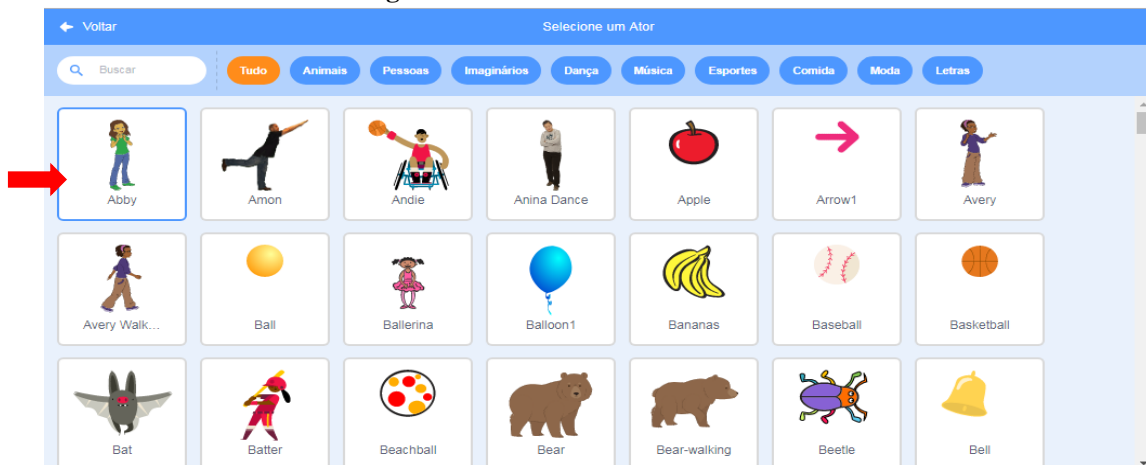 Voltar Selecione um Ator
Buscar Tudo Animais Pessoas Imaginários Dança Música Esportes Comida Moda Letras
Abby Amon Andie Anina Dance Apple Arrow1 Avery
Avery Walk... Ball Ballerina Balloon1 Bananas Baseball Basketball
Bat Batter Beachball Bear Bear-walking Beetle Bell